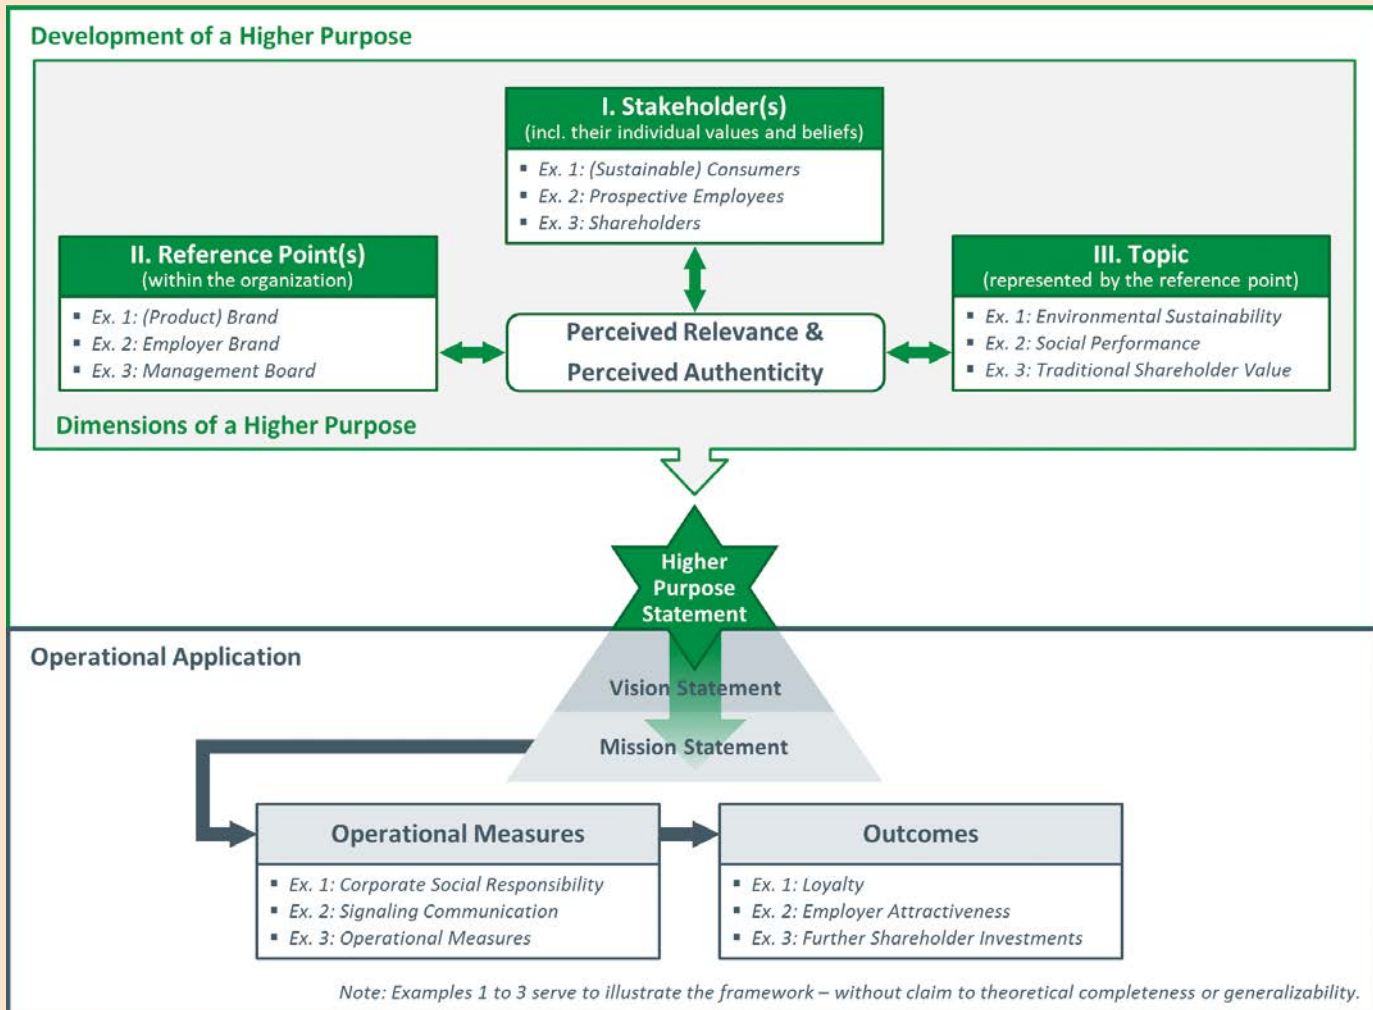 Development of a Higher Purpose
I. Stakeholder(s)
(incl. their individual values and beliefs)
▪ Ex. 1: (Sustainable) Consumers
▪ Ex. 2: Prospective Employees
▪ Ex. 3: Shareholders
II. Reference Point(s)
(within the organization)
▪ Ex. 1: (Product) Brand
▪ Ex. 2: Employer Brand
▪ Ex. 3: Management Board
Perceived Relevance &
Perceived Authenticity
III. Topic
(represented by the reference point)
▪ Ex. 1: Environmental Sustainability
▪ Ex. 2: Social Performance
▪ Ex. 3: Traditional Shareholder Value
Dimensions of a Higher Purpose
Higher
Purpose
Statement
Operational Application
Vision Statement
Mission Statement
Operational Measures
▪ Ex. 1: Corporate Social Responsibility
▪ Ex. 2: Signaling Communication
▪ Ex. 3: Operational Measures
Outcomes
▪ Ex. 1: Loyalty
▪ Ex. 2: Employer Attractiveness
▪ Ex. 3: Further Shareholder Investments
Note: Examples 1 to 3 serve to illustrate the framework – without claim to theoretical completeness or generalizability.